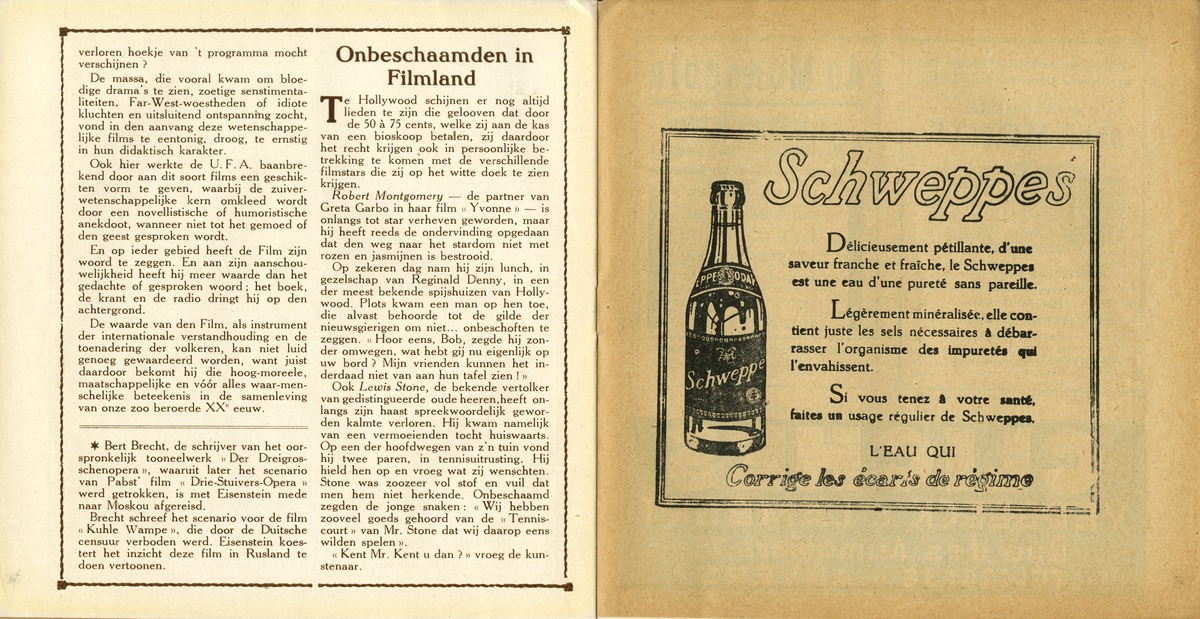 verloren hoekje van 't programma mocht
verschijnen ?
De massa, die vooral kwam om bloe-
dige drama's te zien, zoetige senstimenta-
liteiten, Far-West-woestheden of idiote
kluchten en uitsluitend ontspanning zocht,
vond in den aanvang deze wetenschappe-
lijke films te eentonig, droog, te ernstig
in hun didaktisch karakter.
Ook hier werkte de U. F. A. baanbre-
kend door aan dit soort films een geschik-
ten vorm te geven, waarbij de zuiver-
wetenschappelijke kern omkleed wordt
door een novellistische of humoristische
anekdoot, wanneer niet tot het gemoed of
den geest gesproken wordt.
En op ieder gebied heeft de Film zijn
woord te zeggen. En aan zijn aanschou-
welijkheid heeft hij meer waarde dan het
gedachte of gesproken woord ; het boek,
de krant en de radio dringt hij op den
achtergrond.
De waarde van den Film, als instrument
der internationale verstandhouding en de
toenadering der volkeren, kan niet luid
genoeg gewaardeerd worden, want juist
daardoor bekomt hij die hoog-moreele,
maatschappelijke en vóór alles waar-men-
schelijke beteekenis in de samenleving
van onze zoo beroerde XXe eeuw.
✶ Bert Brecht, de schrijver van het oor-
spronkelijk tooneelwerk « Der Dreigros-
schenopera », waaruit later het scenario
van Pabst' film « Drie-Stuivers-Opera »
werd getrokken, is met Eisenstein mede
naar Moskou afgereisd.
Brecht schreef het scenario voor de film
« Kuhle Wampe », die door de Duitsche
censuur verboden werd. Eisenstein koes-
tert het inzicht deze film in Rusland te
doen vertoonen.
Onbeschaamden in
Filmland
Te Hollywood schijnen er nog altijd
lieden te zijn die gelooven dat door
de 50 à 75 cents, welke zij aan de kas
van een bioskoop betalen, zij daardoor
het recht krijgen ook in persoonlijke be-
trekking te komen met de verschillende
filmstars die zij op het witte doek te zien
krijgen.
Robert Montgomery — de partner van
Greta Garbo in haar film « Yvonne » — is
onlangs tot star verheven geworden, maar
hij heeft reeds de ondervinding opgedaan
dat den weg naar het stardom niet met
rozen en jasmijnen is bestrooid.
Op zekeren dag nam hij zijn lunch, in
gezelschap van Reginald Denny, in een
der meest bekende spijshuizen van Holly-
wood. Plots kwam een man op hen toe,
die alvast behoorde tot de gilde der
nieuwsgierigen om niet... onbeschoften te
zeggen. « Hoor eens, Bob, zegde hij zon-
der omwegen, wat hebt gij nu eigenlijk op
uw bord ? Mijn vrienden kunnen het in-
derdaad niet van aan hun tafel zien ! »
Ook Lewis Stone, de bekende vertolker
van gedistingueerde oude heeren, heeft on-
langs zijn haast spreekwoordelijk gewor-
den kalmte verloren. Hij kwam namelijk
van een vermoeienden tocht huiswaarts.
Op een der hoofdwegen van z'n tuin vond
hij twee paren, in tennisuitrusting. Hij
hield hen op en vroeg wat zij wenschten.
Stone was zoozeer vol stof en vuil dat
men hem niet herkende. Onbeschaamd
zegden de jonge snaken : « Wij hebben
zooveel goeds gehoord van de « Tennis-
court » van Mr. Stone dat wij daarop eens
wilden spelen ».
« Kent Mr. Kent u dan ? » vroeg de kun-
stenaar.
Schweppes
Délicieusement pétillante, d'une
saveur franche et fraîche, le Schweppes
est une eau d'une pureté sans pareille.
Légèrement minéralisée, elle con-
tient juste les sels nécessaires à débar-
rasser l'organisme des impuretés qui
l'envahissent.
Si vous tenez à votre santé,
faites un usage régulier de Schweppes.
L'EAU QUI
Corrige les écarts de régime
PPE SODA
Schweppe